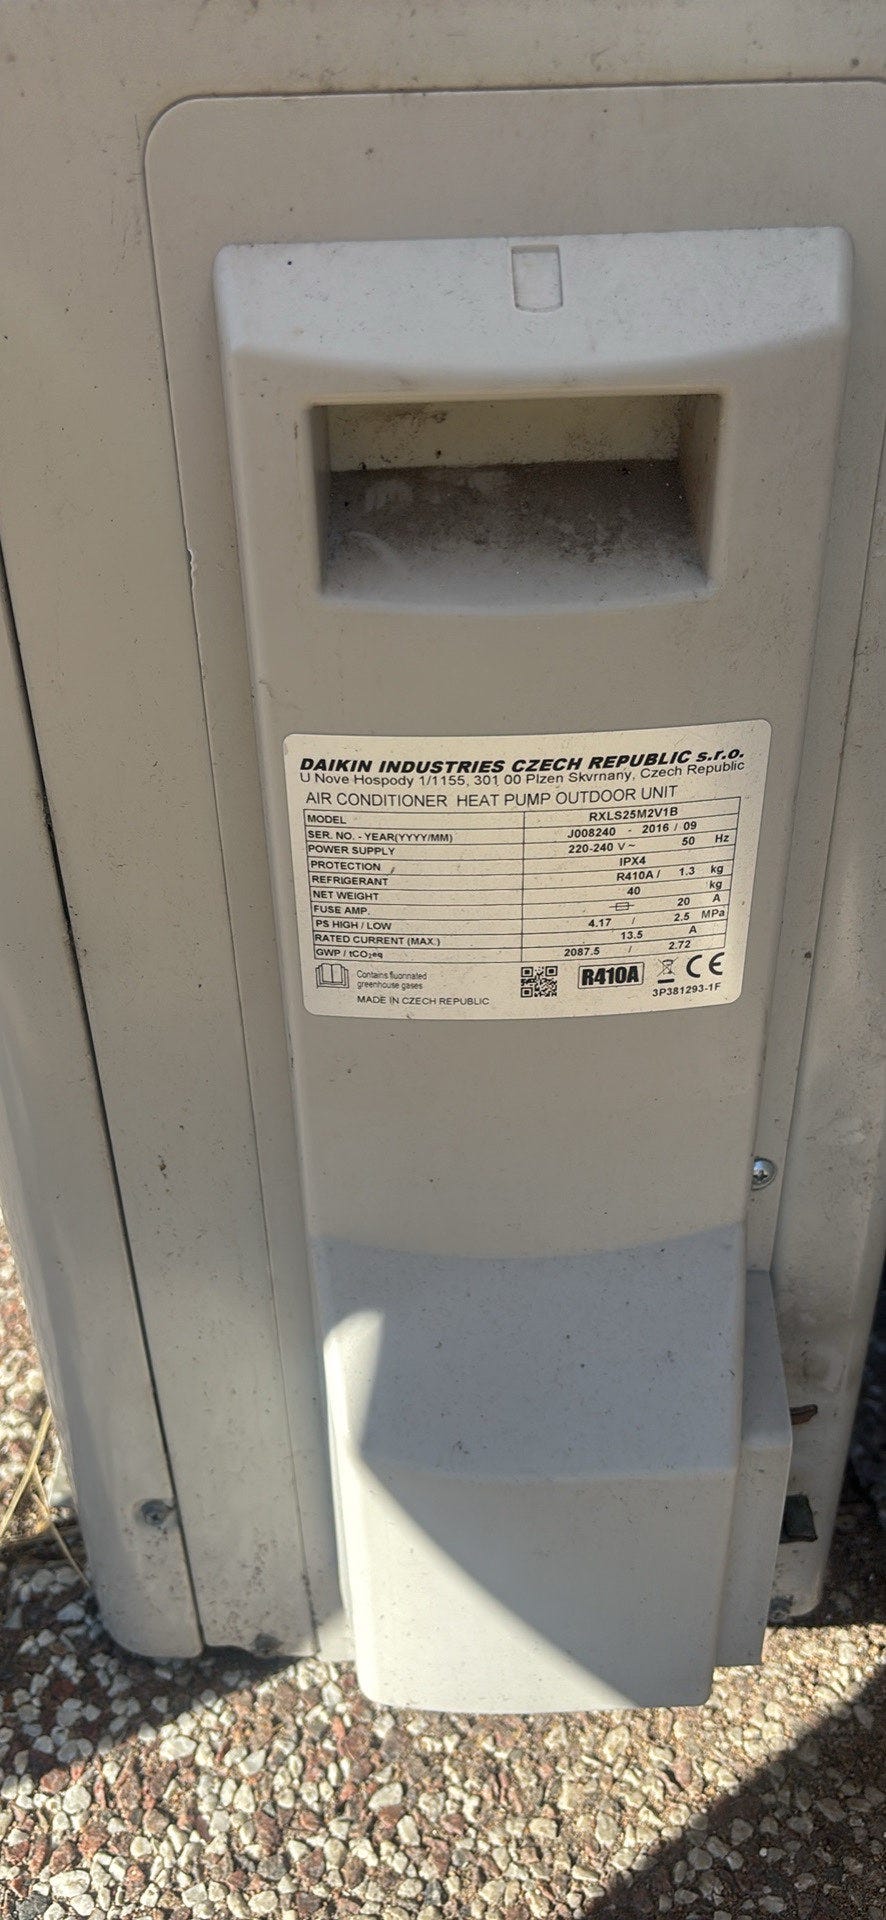 DAIKIN INDUSTRIES CZECH REPUBLIC s.r.o.
U Nove Hospody 1/1155, 301 00 Plzen Skvrnany, Czech Republic
AIR CONDITIONER HEAT PUMP OUTDOOR UNIT
MODEL RXLS25M2V1B
SER. NO. - YEAR(YYYY/MM) J008240 - 2016 / 09
POWER SUPPLY 220-240 V ~ 50 Hz
PROTECTION IPX4
REFRIGERANT R410A / 1.3 kg
NET WEIGHT 40 kg
FUSE AMP. 20 A
PS HIGH / LOW 4.17 / 2.5 MPa
RATED CURRENT (MAX.) 13.5 A
GWP / tCO₂eq 2087.5 / 2.72
Contains fluorinated
greenhouse gases
R410A
CE
MADE IN CZECH REPUBLIC
3P381293-1F